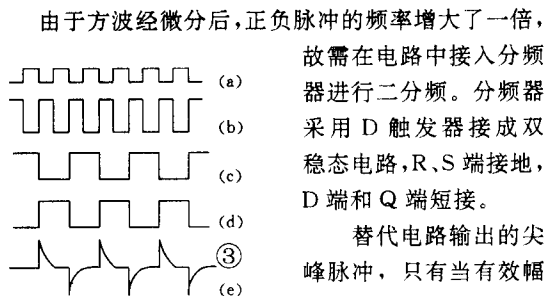 由于方波经微分后,正负脉冲的频率增大了一倍,
故需在电路中接入分频
器进行二分频。分频器
采用 D 触发器接成双
稳态电路,R、S 端接地,
D 端和 Q 端短接。
替代电路输出的尖
峰脉冲，只有当有效幅
(a)
(b)
(c)
(d)
③
(e)